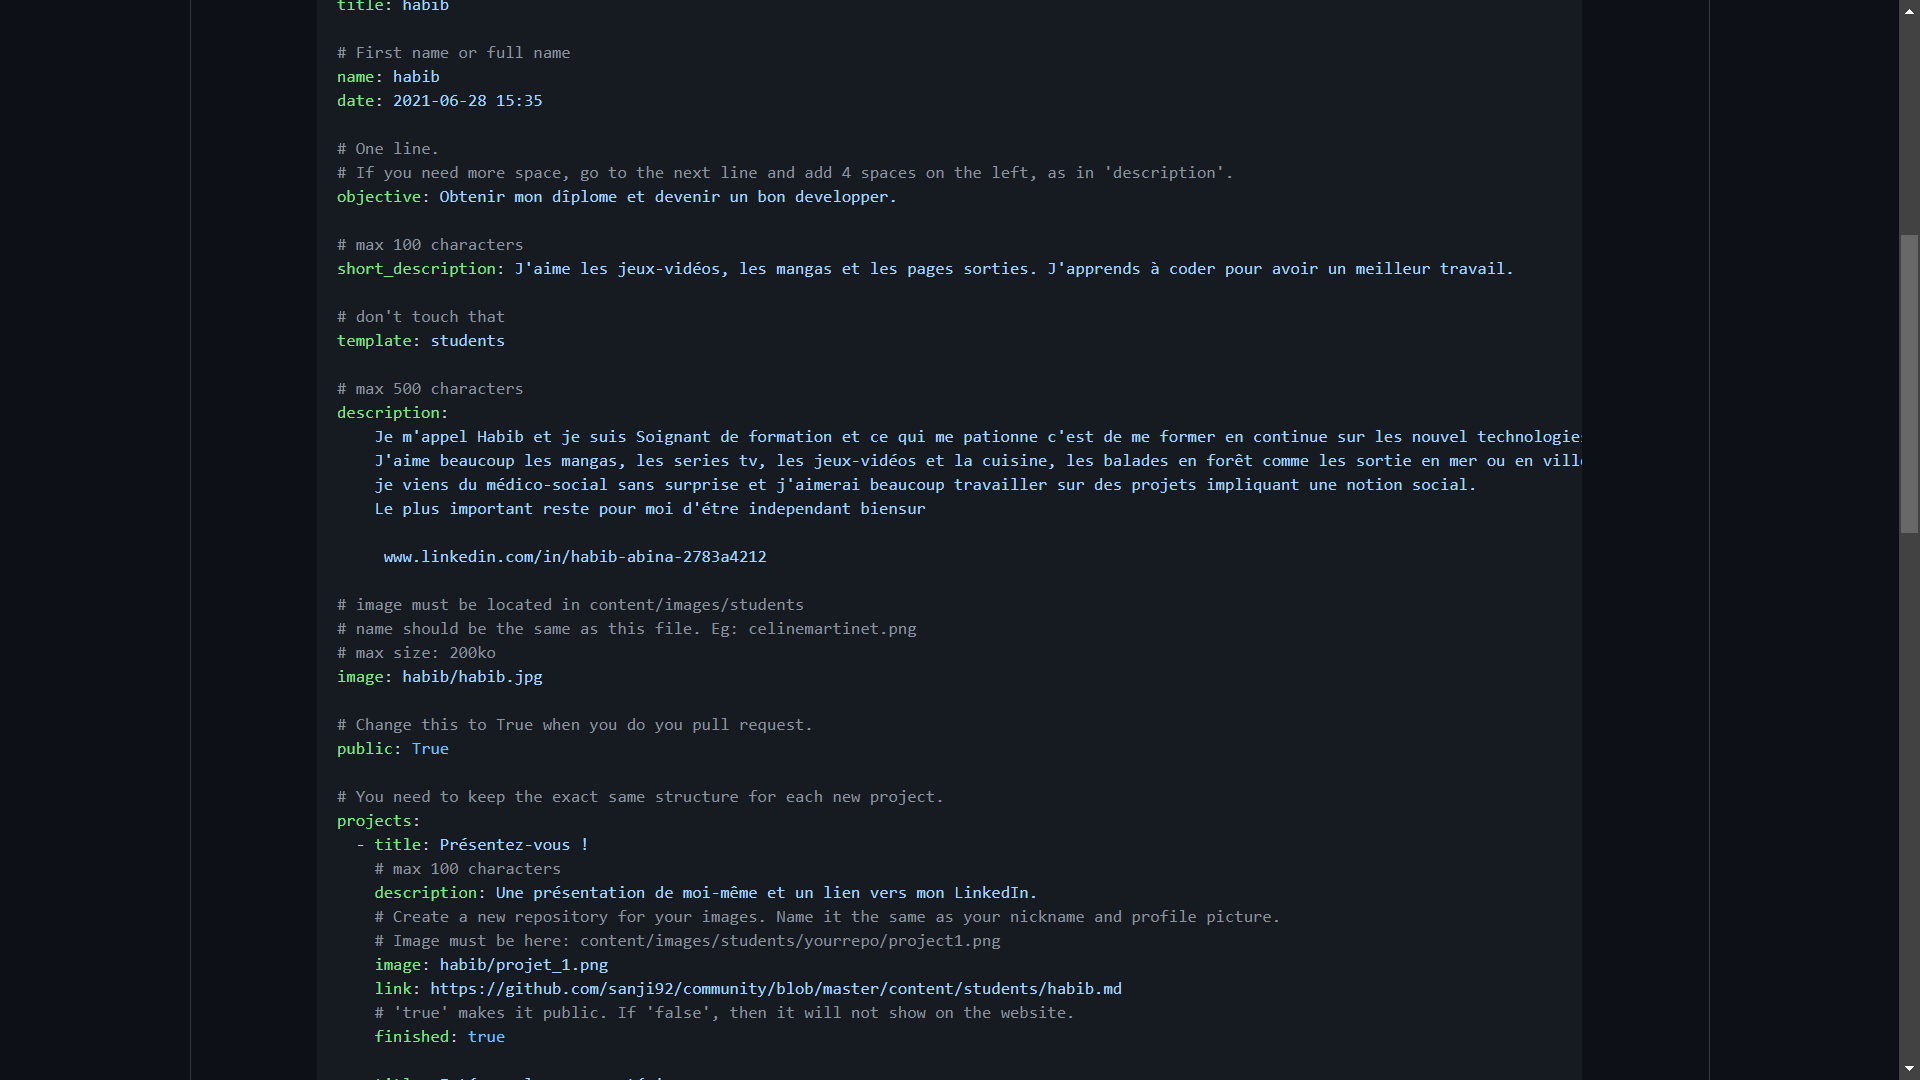 title: habib
# First name or full name
name: habib
date: 2021-06-28 15:35
# One line.
# If you need more space, go to the next line and add 4 spaces on the left, as in 'description'.
objective: Obtenir mon dîplome et devenir un bon developper.
# max 100 characters
short_description: J'aime les jeux-vidéos, les mangas et les pages sorties. J'apprends à coder pour avoir un meilleur travail.
# don't touch that
template: students
# max 500 characters
description:
Je m'appel Habib et je suis Soignant de formation et ce qui me pationne c'est de me former en continue sur les nouvel technologies
J'aime beaucoup les mangas, les series tv, les jeux-vidéos et la cuisine, les balades en forêt comme les sortie en mer ou en ville
je viens du médico-social sans surprise et j'aimerai beaucoup travailler sur des projets impliquant une notion social.
Le plus important reste pour moi d'étre independant biensur
www.linkedin.com/in/habib-abina-2783a4212
# image must be located in content/images/students
# name should be the same as this file. Eg: celinemartinet.png
# max size: 200ko
image: habib/habib.jpg
# Change this to True when you do you pull request.
public: True
# You need to keep the exact same structure for each new project.
projects:
- title: Présentez-vous !
# max 100 characters
description: Une présentation de moi-même et un lien vers mon LinkedIn.
# Create a new repository for your images. Name it the same as your nickname and profile picture.
# Image must be here: content/images/students/yourrepo/project1.png
image: habib/projet_1.png
link: https://github.com/sanji92/community/blob/master/content/students/habib.md
# 'true' makes it public. If 'false', then it will not show on the website.
finished: true